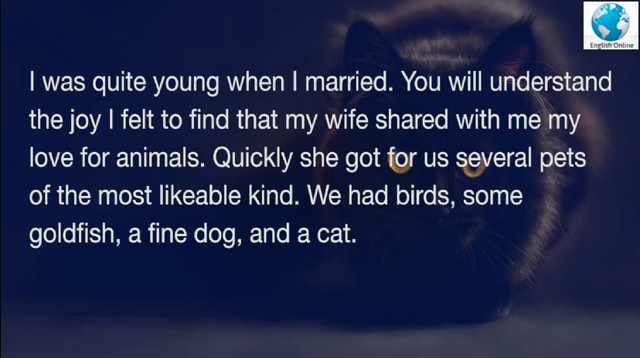 English Online
I was quite young when I married. You will understand
the joy I felt to find that my wife shared with me my
love for animals. Quickly she got for us several pets
of the most likeable kind. We had birds, some
goldfish, a fine dog, and a cat.